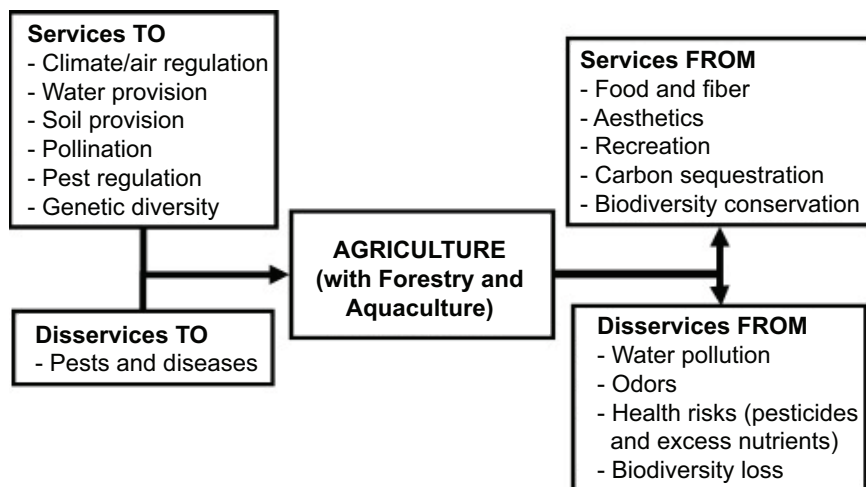 Services TO
- Climate/air regulation
- Water provision
- Soil provision
- Pollination
- Pest regulation
- Genetic diversity
Disservices TO
- Pests and diseases
AGRICULTURE
(with Forestry and
Aquaculture)
Services FROM
- Food and fiber
- Aesthetics
- Recreation
- Carbon sequestration
- Biodiversity conservation
Disservices FROM
- Water pollution
- Odors
- Health risks (pesticides
and excess nutrients)
- Biodiversity loss